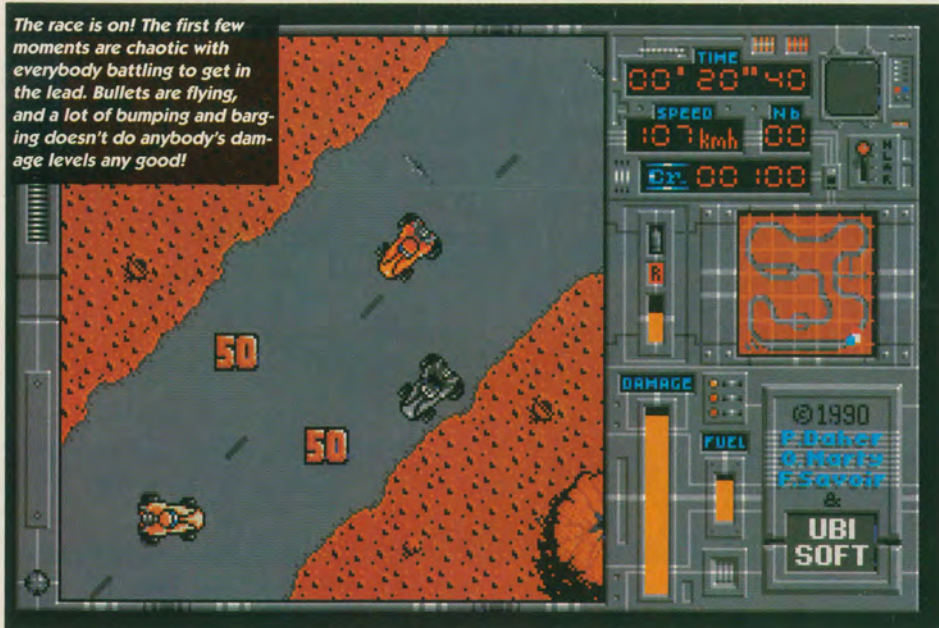 The race is on! The first few
moments are chaotic with
everybody battling to get in
the lead. Bullets are flying,
and a lot of bumping and barg-
ing doesn't do anybody's dam-
age levels any good!
TIME
00' 20" 40
SPEED
Nb
107 kmh
00
Cr. 00 100
R
50
50
DAMAGE
FUEL
©1990
P.Daher
O.Marty
F.Savoir
&
UBI
SOFT